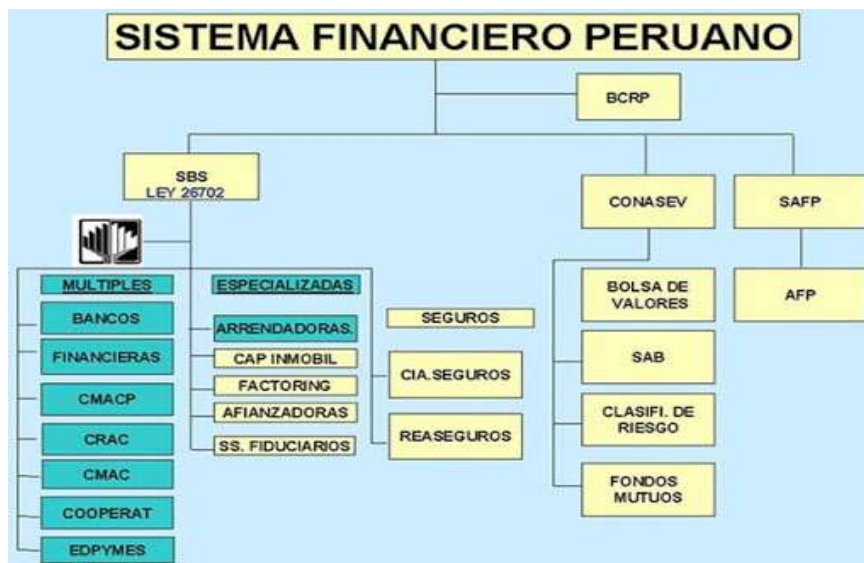 SISTEMA FINANCIERO PERUANO
BCRP
SBS
LEY 26702
CONASEV
SAFP
MULTIPLES
BANCOS
FINANCIERAS
CMACP
CRAC
CMAC
COOPERAT
EDPYMES
ESPECIALIZADAS
ARRENDADORAS.
CAP INMOBIL
FACTORING
AFIANZADORAS
SS. FIDUCIARIOS
SEGUROS
CIA.SEGUROS
REASEGUROS
BOLSA DE
VALORES
SAB
CLASIFI. DE
RIESGO
FONDOS
MUTUOS
AFP